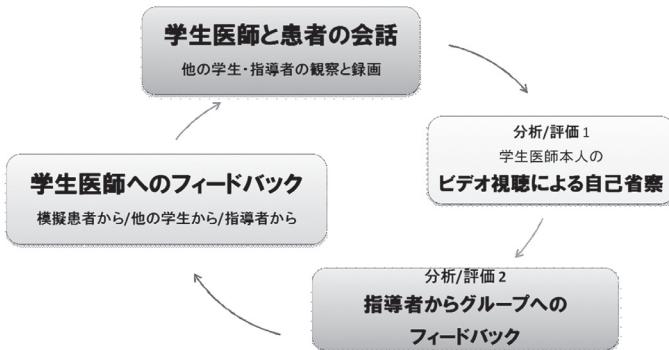 学生医師と患者の会話
他の学生・指導者の観察と録画
分析/評価1
学生医師本人の
ビデオ視聴による自己省察
分析/評価2
指導者からグループへの
フィードバック
学生医師へのフィードバック
模擬患者から/他の学生から/指導者から